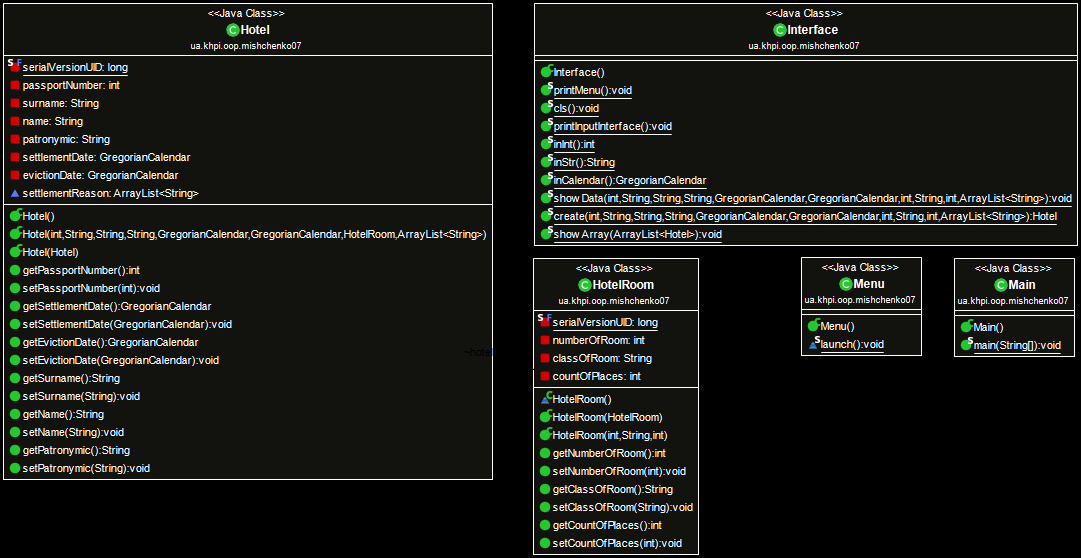 <<Java Class>>
Hotel
ua.khpi.oop.mishchenko07
serialVersionUID: long
passportNumber: int
surname: String
name: String
patronymic: String
settlementDate: GregorianCalendar
evictionDate: GregorianCalendar
settlementReason: ArrayList<String>
Hotel()
Hotel(int,String,String,String,GregorianCalendar,GregorianCalendar,HotelRoom,ArrayList<String>)
Hotel(Hotel)
getPassportNumber():int
setPassportNumber(int):void
getSettlementDate():GregorianCalendar
setSettlementDate(GregorianCalendar):void
getEvictionDate():GregorianCalendar
setEvictionDate(GregorianCalendar):void
getSurname():String
setSurname(String):void
getName():String
setName(String):void
getPatronymic():String
setPatronymic(String):void
~hotel
<<Java Class>>
Interface
ua.khpi.oop.mishchenko07
Interface()
printMenu():void
cls():void
printInputInterface():void
inInt():int
inStr():String
inCalendar():GregorianCalendar
show Data(int,String,String,String,GregorianCalendar,GregorianCalendar,int,String,int,ArrayList<String>):void
create(int,String,String,String,GregorianCalendar,GregorianCalendar,int,String,int,ArrayList<String>):Hotel
show Array(ArrayList<Hotel>):void
<<Java Class>>
HotelRoom
ua.khpi.oop.mishchenko07
serialVersionUID: long
numberOfRoom: int
classOfRoom: String
countOfPlaces: int
HotelRoom()
HotelRoom(HotelRoom)
HotelRoom(int,String,int)
getNumberOfRoom():int
setNumberOfRoom(int):void
getClassOfRoom():String
setClassOfRoom(String):void
getCountOfPlaces():int
setCountOfPlaces(int):void
<<Java Class>>
Menu
ua.khpi.oop.mishchenko07
Menu()
launch():void
<<Java Class>>
Main
ua.khpi.oop.mishchenko07
Main()
main(String[]):void